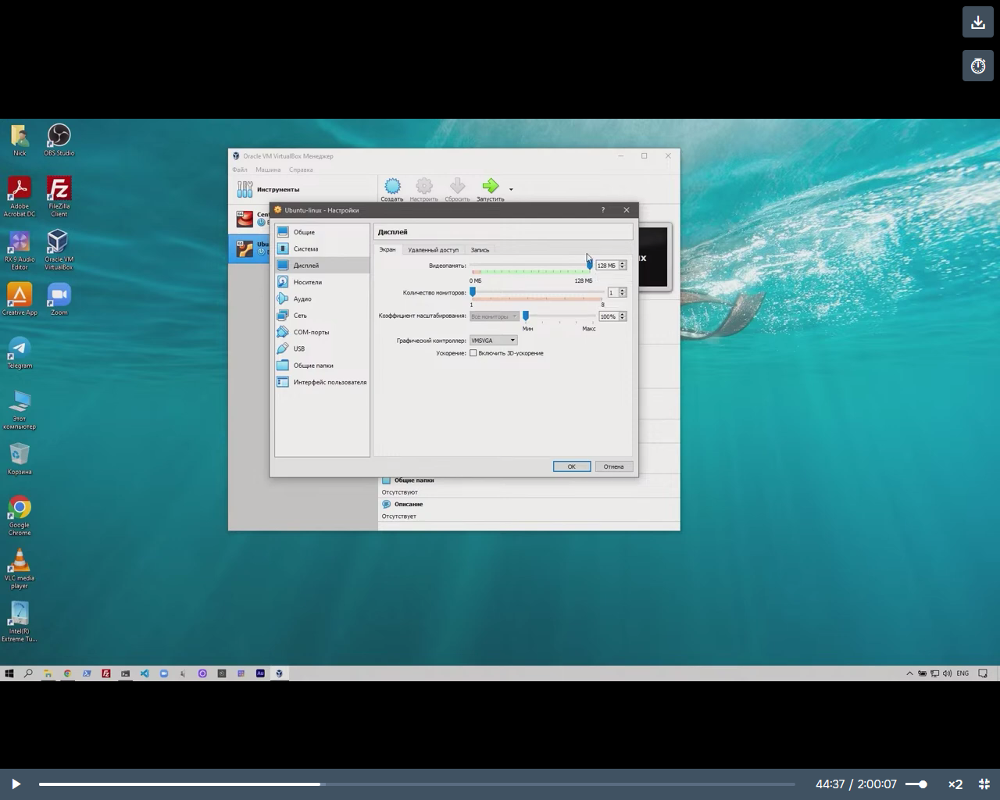 Nick
OBS Studio
Adobe
Acrobat DC
FileZilla
Client
RX 9 Audio
Editor
Oracle VM
VirtualBox
Creative App
Zoom
Telegram
Этот
компьютер
Корзина
Google
Chrome
VLC media
player
Intel(R)
Extreme Tu...
Oracle VM VirtualBox Менеджер
Файл Машина Справка
Инструменты
Создать Настроить Сбросить Запустить
Cent
Ubu
Ubuntu-linux - Настройки
?
Общие
Система
Дисплей
Носители
Аудио
Сеть
COM-порты
USB
Общие папки
Интерфейс пользователя
Дисплей
Экран Удаленный доступ Запись
Видеопамять: 128 МБ
0 МБ 128 МБ
Количество мониторов: 1
1 8
Коэффициент масштабирования: Все мониторы 100%
Мин Макс
Графический контроллер: VMSVGA
Ускорение: Включить 3D-ускорение
OK Отмена
ux
Общие папки
Отсутствуют
Описание
Отсутствует
Au
ENG
44:37 / 2:00:07 ×2